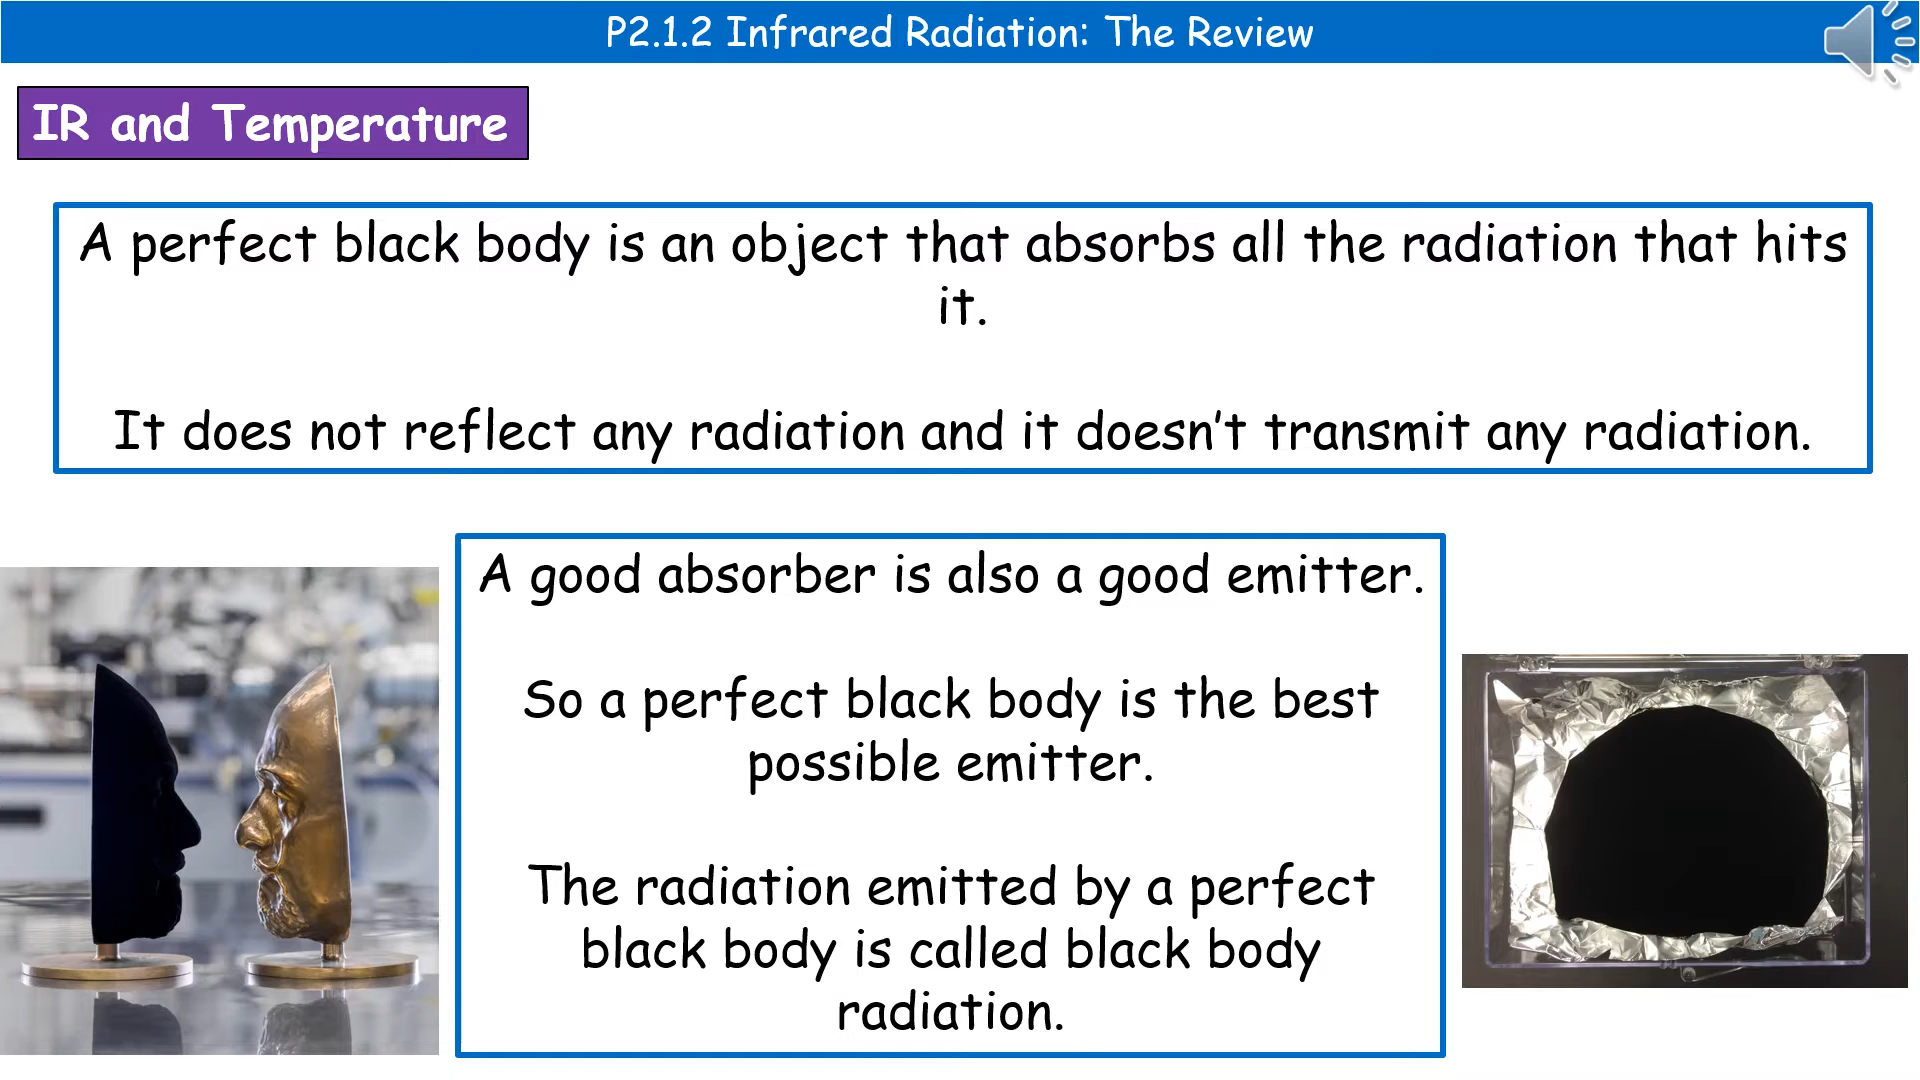 P2.1.2 Infrared Radiation: The Review
IR and Temperature
A perfect black body is an object that absorbs all the radiation that hits
it.
It does not reflect any radiation and it doesn’t transmit any radiation.
A good absorber is also a good emitter.
So a perfect black body is the best
possible emitter.
The radiation emitted by a perfect
black body is called black body
radiation.